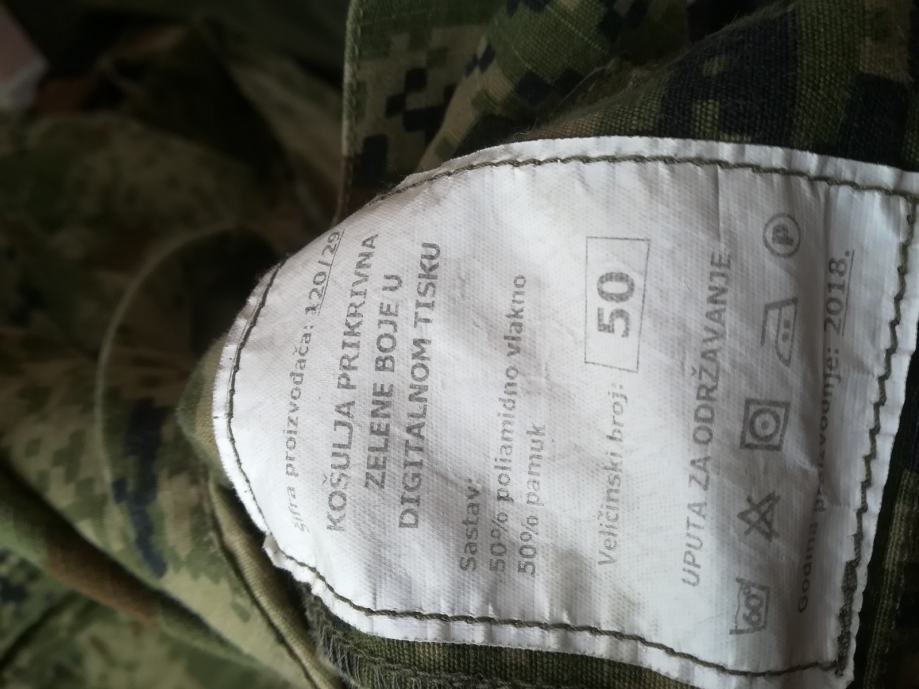 šifra proizvođača: 120/29
KOŠULJA PRIKRIVNA
ZELENE BOJE U
DIGITALNOM TISKU
Sastav:
50% poliamidno vlakno
50% pamuk
Veličinski broj: 50
UPUTA ZA ODRŽAVANJE
60° P
Godina proizvodnje: 2018.